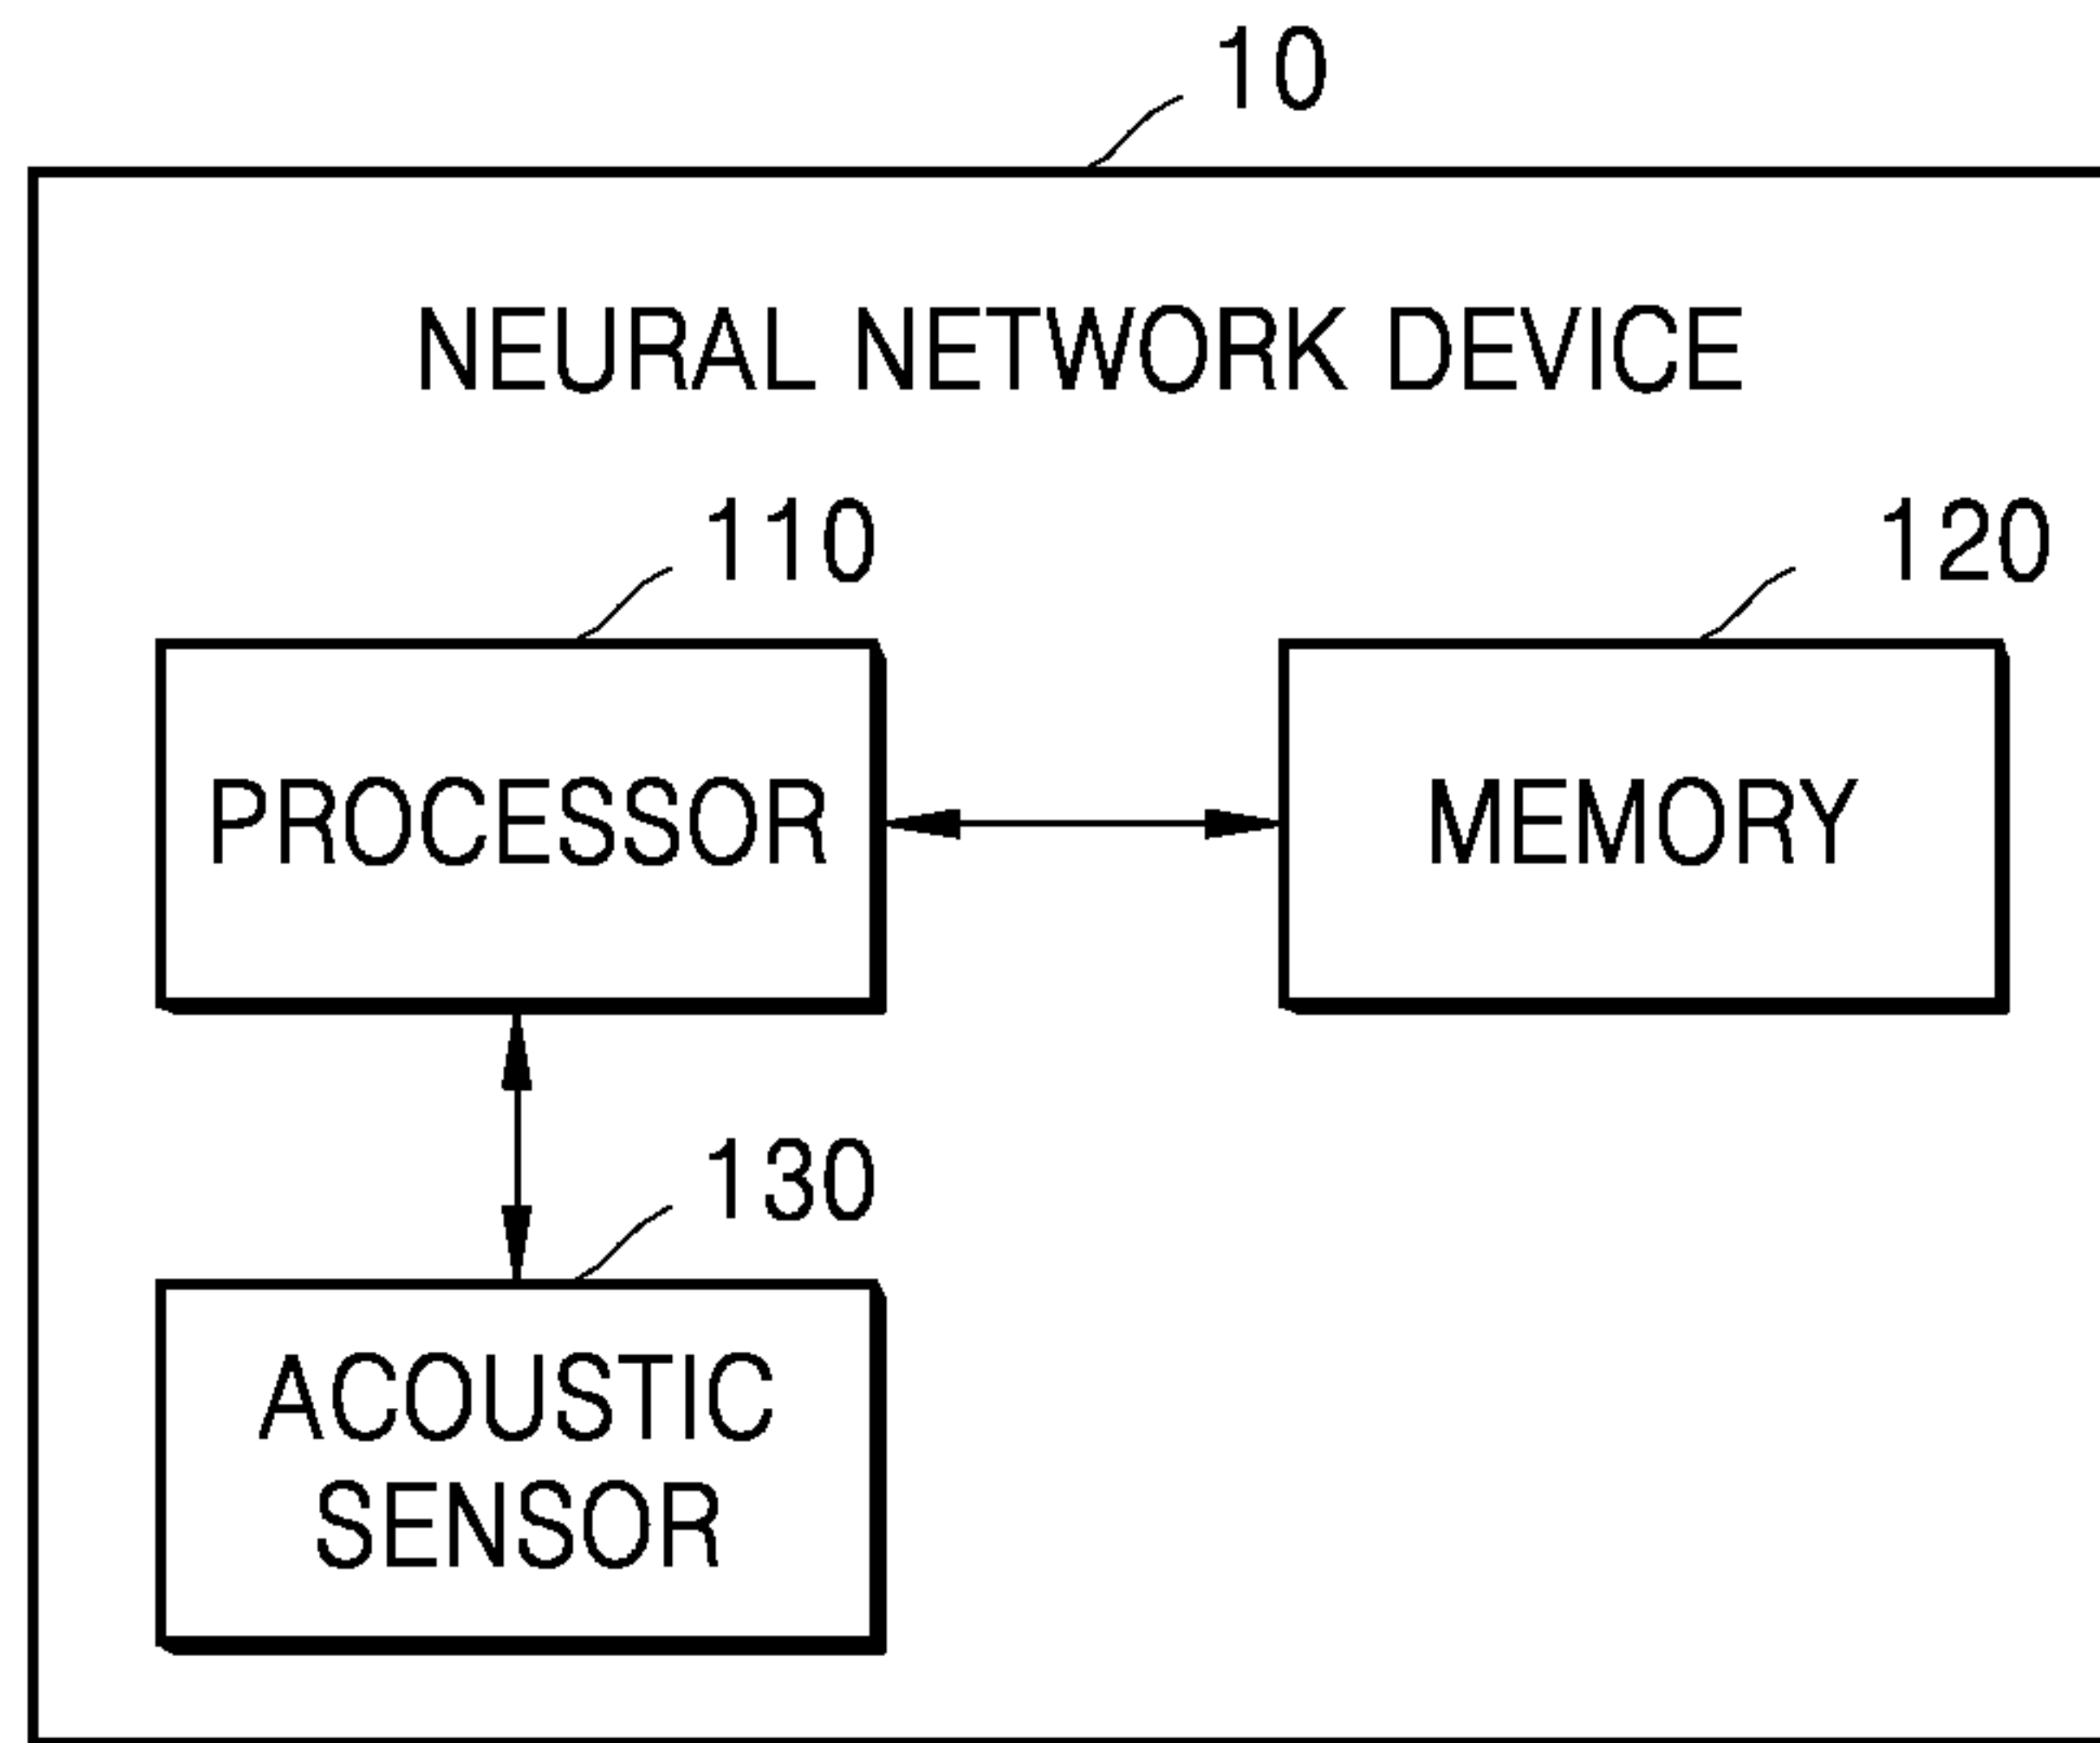 10
NEURAL NETWORK DEVICE
110
120
PROCESSOR
MEMORY
130
ACOUSTIC
SENSOR